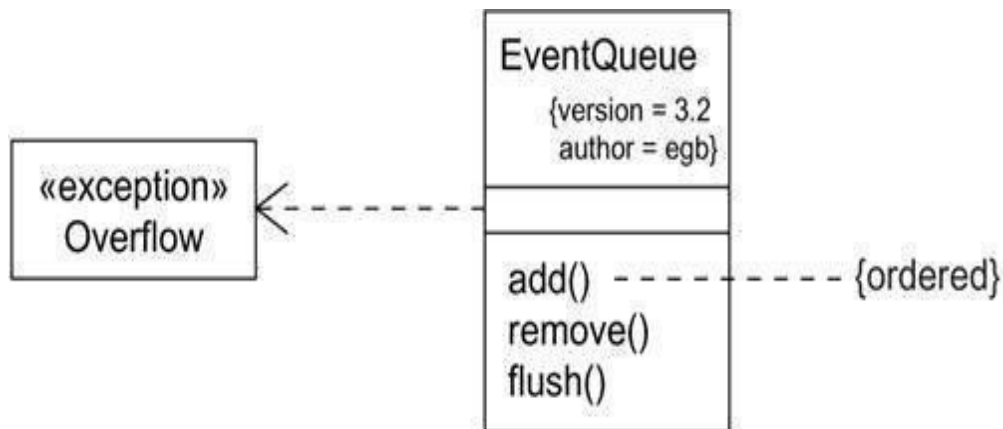 «exception»
Overflow
EventQueue
{version = 3.2
author = egb}
add()
{ordered}
remove()
flush()